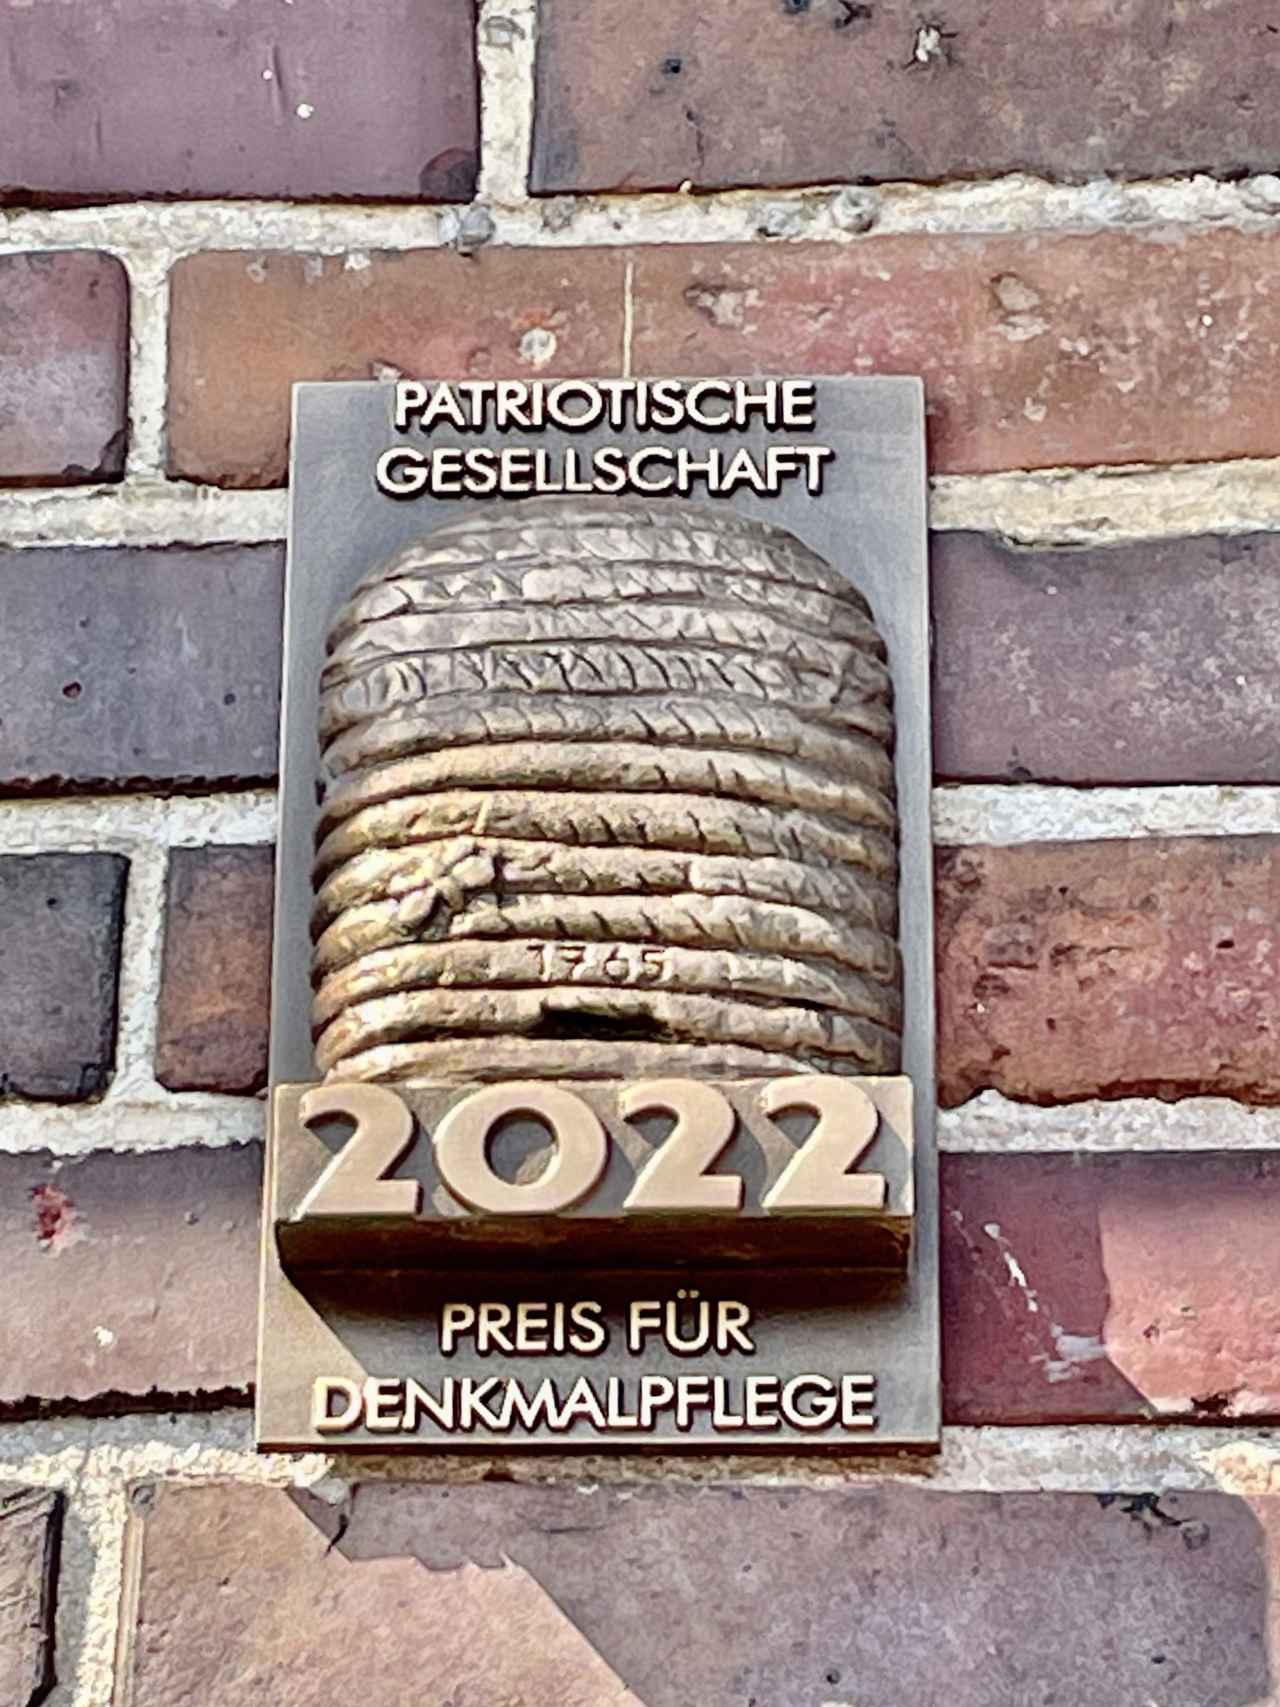 PATRIOTISCHE
GESELLSCHAFT
1765
2022
PREIS FÜR
DENKMALPFLEGE